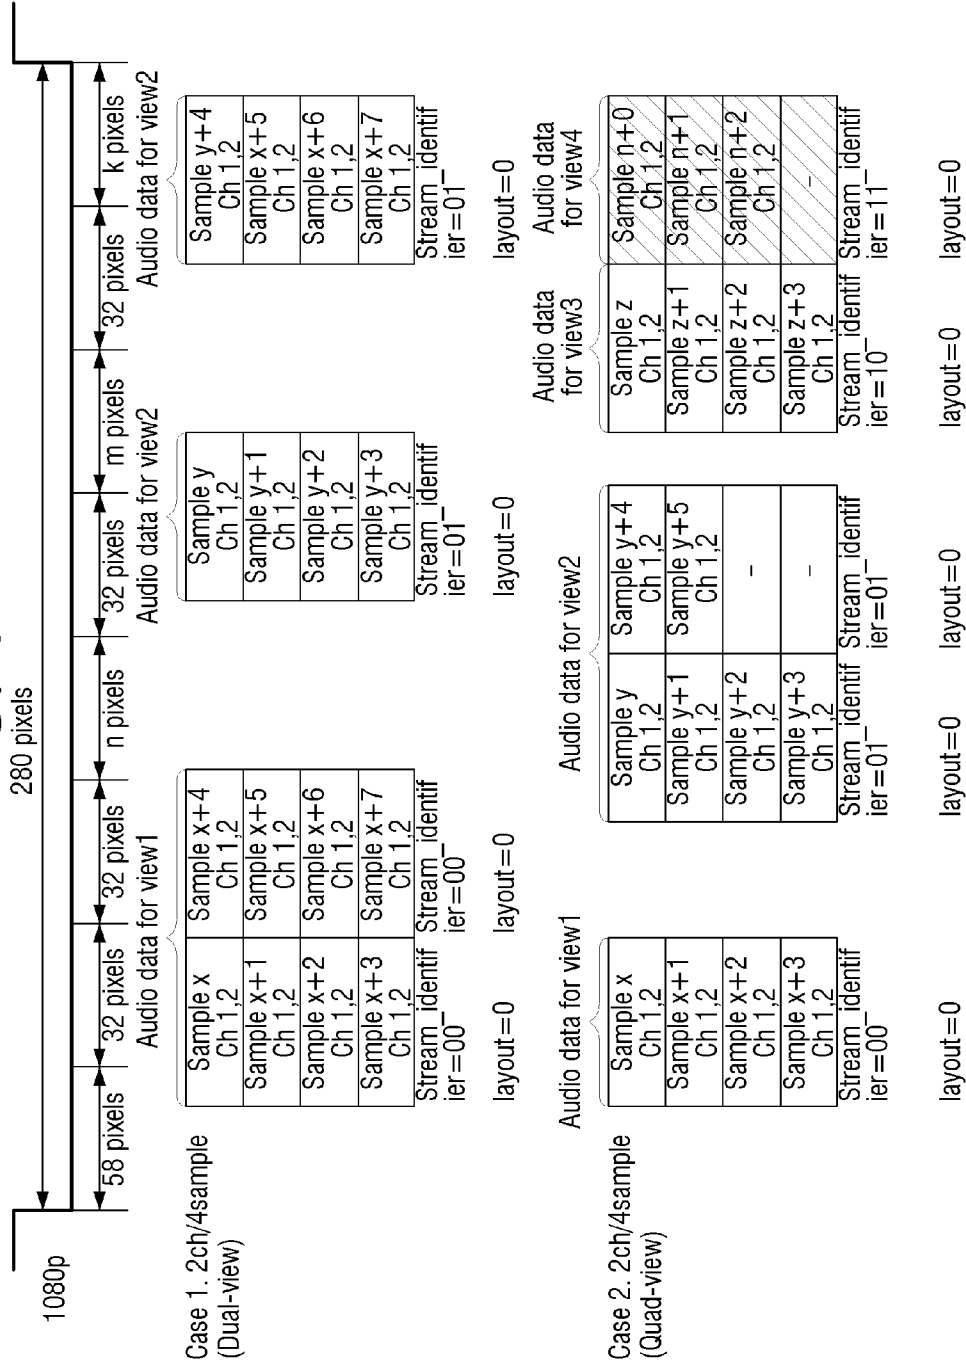 280 pixels
1080p
58 pixels
32 pixels
32 pixels
n pixels
32 pixels
m pixels
32 pixels
k pixels
Audio data for view1
Audio data for view2
Audio data for view2
Case 1. 2ch/4sample
(Dual-view)
Sample x
Ch 1,2
Sample x+1
Ch 1,2
Sample x+2
Ch 1,2
Sample x+3
Ch 1,2
Stream_identif
ier=00
layout=0
Sample x+4
Ch 1,2
Sample x+5
Ch 1,2
Sample x+6
Ch 1,2
Sample x+7
Ch 1,2
Stream_identif
ier=00
layout=0
Sample y
Ch 1,2
Sample y+1
Ch 1,2
Sample y+2
Ch 1,2
Sample y+3
Ch 1,2
Stream_identif
ier=01
layout=0
Sample y+4
Ch 1,2
Sample x+5
Ch 1,2
Sample x+6
Ch 1,2
Sample x+7
Ch 1,2
Stream_identif
ier=01
layout=0
Case 2. 2ch/4sample
(Quad-view)
Audio data for view1
Sample x
Ch 1,2
Sample x+1
Ch 1,2
Sample x+2
Ch 1,2
Sample x+3
Ch 1,2
Stream_identif
ier=00
layout=0
Audio data for view2
Sample y
Ch 1,2
Sample y+1
Ch 1,2
Sample y+2
Ch 1,2
Sample y+3
Ch 1,2
Stream_identif
ier=01
layout=0
Sample y+4
Ch 1,2
Sample y+5
Ch 1,2
-
-
Stream_identif
ier=01
layout=0
Audio data
for view3
Sample z
Ch 1,2
Sample z+1
Ch 1,2
Sample z+2
Ch 1,2
Sample z+3
Ch 1,2
Stream_identif
ier=10
layout=0
Audio data
for view4
Sample n+0
Ch 1,2
Sample n+1
Ch 1,2
Sample n+2
Ch 1,2
-
Stream_identif
ier=11
layout=0